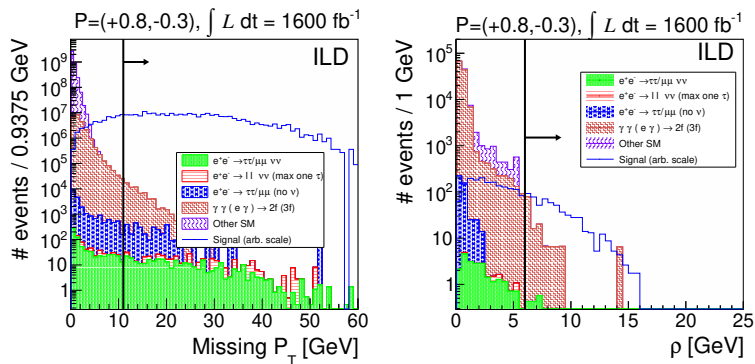 P=(+0.8,-0.3), ∫ L dt = 1600 fb⁻¹
ILD
# events / 0.9375 GeV
10⁹
10⁸
10⁷
10⁶
10⁵
10⁴
10³
10²
10
1
e⁺e⁻→ττ/μμ νν
e⁺e⁻→ l l νν (max one τ)
e⁺e⁻→ττ/μμ (no ν)
γγ ( e γ) → 2f (3f)
Other SM
Signal (arb. scale)
0 10 20 30 40 50 60
Missing P_T [GeV]
P=(+0.8,-0.3), ∫ L dt = 1600 fb⁻¹
ILD
# events / 1 GeV
10⁵
10⁴
10³
10²
10
1
e⁺e⁻→ττ/μμ νν
e⁺e⁻→ l l νν (max one τ)
e⁺e⁻→ττ/μμ (no ν)
γγ ( e γ) → 2f (3f)
Other SM
Signal (arb. scale)
0 5 10 15 20 25
ρ [GeV]